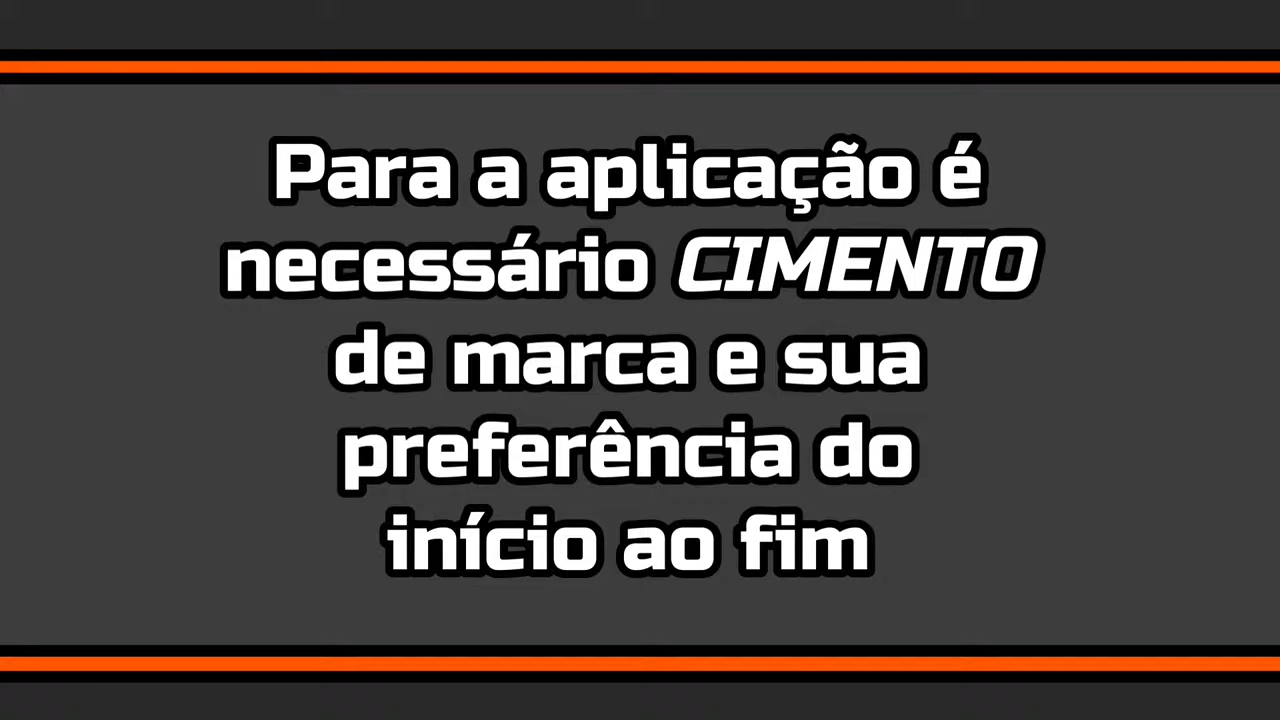 Para a aplicação é
necessário CIMENTO
de marca e sua
preferência do
início ao fim